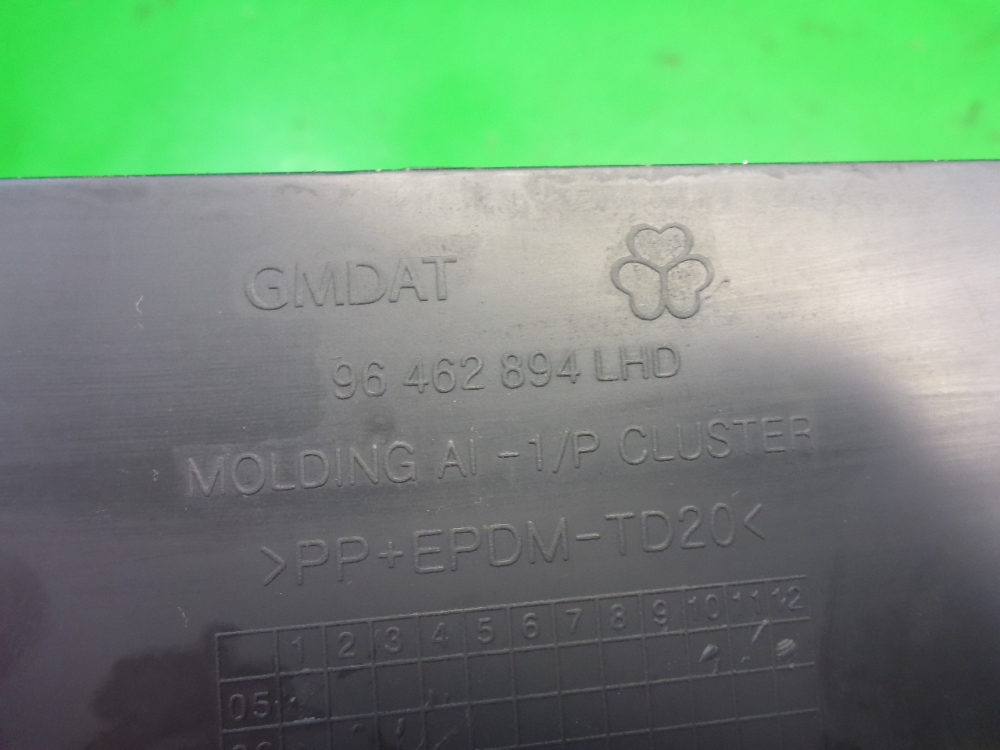 GMDAT
96 462 894 LHD
MOLDING AI -1/P CLUSTER
>PP+EPDM-TD20<
1 2 3 4 5 6 7 8 9 10 11 12
05